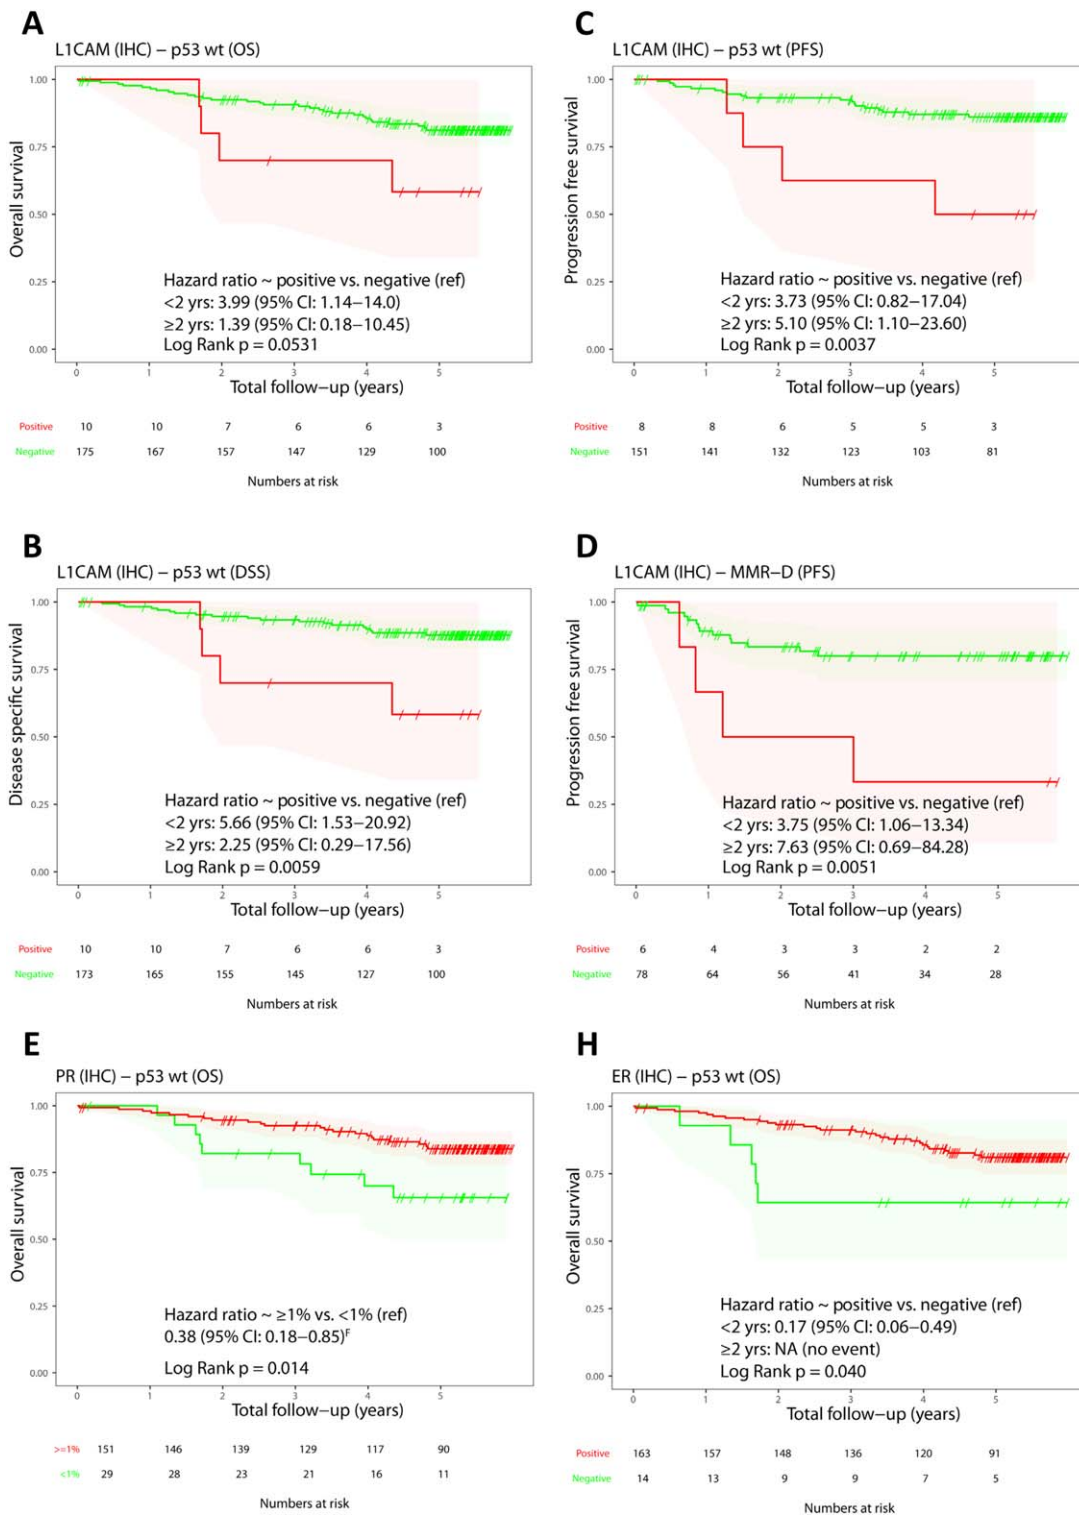 A
L1CAM (IHC) – p53 wt (OS)
1.00
0.75
0.50
0.25
0.00
Overall survival
Hazard ratio ~ positive vs. negative (ref)
<2 yrs: 3.99 (95% CI: 1.14–14.0)
≥2 yrs: 1.39 (95% CI: 0.18–10.45)
Log Rank p = 0.0531
0 1 2 3 4 5
Total follow–up (years)
Positive 10 10 7 6 6 3
Negative 175 167 157 147 129 100
Numbers at risk
C
L1CAM (IHC) – p53 wt (PFS)
1.00
0.75
0.50
0.25
0.00
Progression free survival
Hazard ratio ~ positive vs. negative (ref)
<2 yrs: 3.73 (95% CI: 0.82–17.04)
≥2 yrs: 5.10 (95% CI: 1.10–23.60)
Log Rank p = 0.0037
0 1 2 3 4 5
Total follow–up (years)
Positive 8 8 6 5 5 3
Negative 151 141 132 123 103 81
Numbers at risk
B
L1CAM (IHC) – p53 wt (DSS)
1.00
0.75
0.50
0.25
0.00
Disease specific survival
Hazard ratio ~ positive vs. negative (ref)
<2 yrs: 5.66 (95% CI: 1.53–20.92)
≥2 yrs: 2.25 (95% CI: 0.29–17.56)
Log Rank p = 0.0059
0 1 2 3 4 5
Total follow–up (years)
Positive 10 10 7 6 6 3
Negative 173 165 155 145 127 100
Numbers at risk
D
L1CAM (IHC) – MMR–D (PFS)
1.00
0.75
0.50
0.25
0.00
Progression free survival
Hazard ratio ~ positive vs. negative (ref)
<2 yrs: 3.75 (95% CI: 1.06–13.34)
≥2 yrs: 7.63 (95% CI: 0.69–84.28)
Log Rank p = 0.0051
0 1 2 3 4 5
Total follow–up (years)
Positive 6 4 3 3 2 2
Negative 78 64 56 41 34 28
Numbers at risk
E
PR (IHC) – p53 wt (OS)
1.00
0.75
0.50
0.25
0.00
Overall survival
Hazard ratio ~ ≥1% vs. <1% (ref)
0.38 (95% CI: 0.18–0.85)ᶠ
Log Rank p = 0.014
0 1 2 3 4 5
Total follow–up (years)
>=1% 151 146 139 129 117 90
<1% 29 28 23 21 16 11
Numbers at risk
H
ER (IHC) – p53 wt (OS)
1.00
0.75
0.50
0.25
0.00
Overall survival
Hazard ratio ~ positive vs. negative (ref)
<2 yrs: 0.17 (95% CI: 0.06–0.49)
≥2 yrs: NA (no event)
Log Rank p = 0.040
0 1 2 3 4 5
Total follow–up (years)
Positive 163 157 148 136 120 91
Negative 14 13 9 9 7 5
Numbers at risk